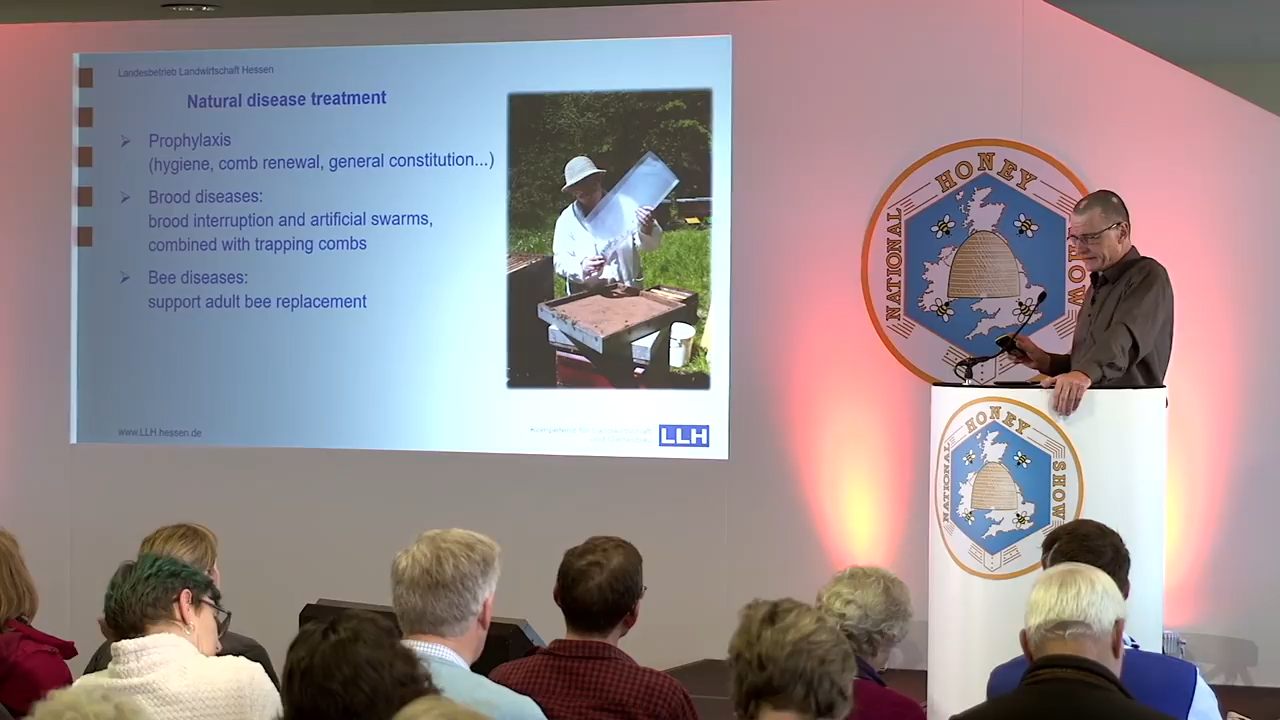 Landesbetrieb Landwirtschaft Hessen
Natural disease treatment
Prophylaxis
(hygiene, comb renewal, general constitution...)
Brood diseases:
brood interruption and artificial swarms,
combined with trapping combs
Bee diseases:
support adult bee replacement
www.LLH.hessen.de
LLH
NATIONAL HONEY SHOW
NATIONAL HONEY SHOW